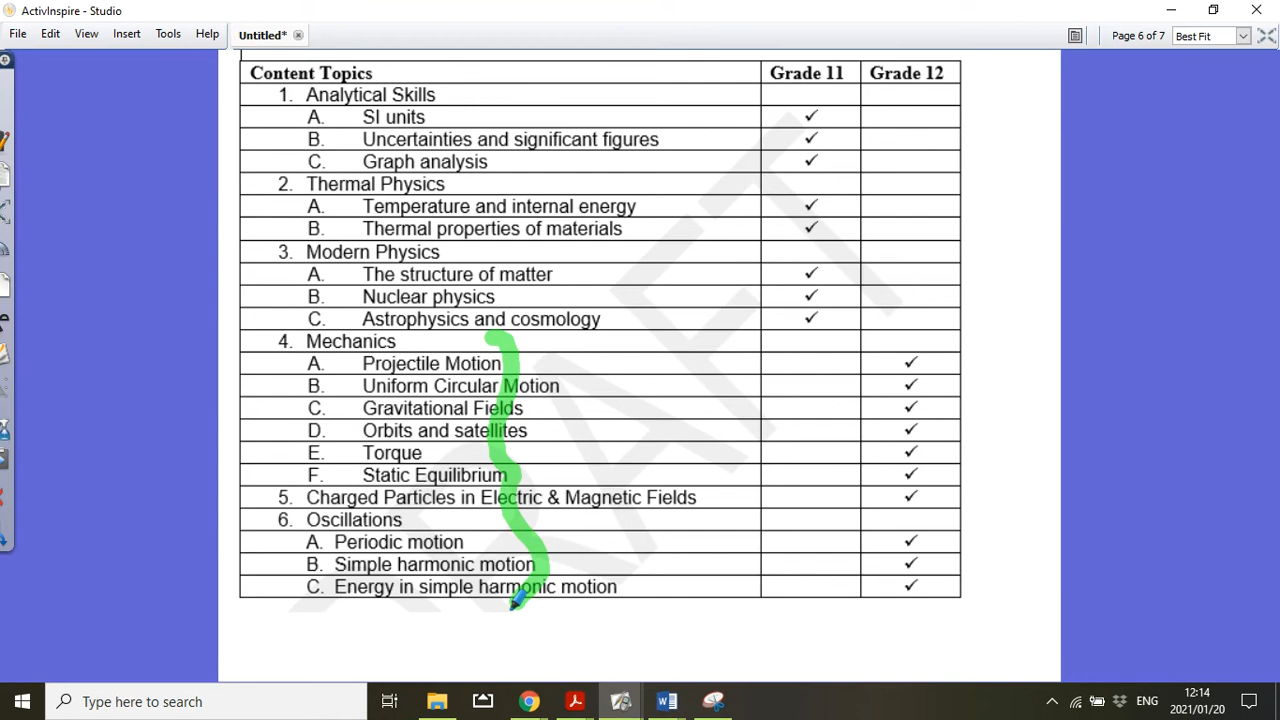 ActivInspire - Studio
File Edit View Insert Tools Help Untitled* Page 6 of 7 Best Fit
Content Topics Grade 11 Grade 12
1. Analytical Skills
A. SI units ✓
B. Uncertainties and significant figures ✓
C. Graph analysis ✓
2. Thermal Physics
A. Temperature and internal energy ✓
B. Thermal properties of materials ✓
3. Modern Physics
A. The structure of matter ✓
B. Nuclear physics ✓
C. Astrophysics and cosmology ✓
4. Mechanics
A. Projectile Motion ✓
B. Uniform Circular Motion ✓
C. Gravitational Fields ✓
D. Orbits and satellites ✓
E. Torque ✓
F. Static Equilibrium ✓
5. Charged Particles in Electric & Magnetic Fields ✓
6. Oscillations
A. Periodic motion ✓
B. Simple harmonic motion ✓
C. Energy in simple harmonic motion ✓
DRAFT
Type here to search ENG 12:14
2021/01/20